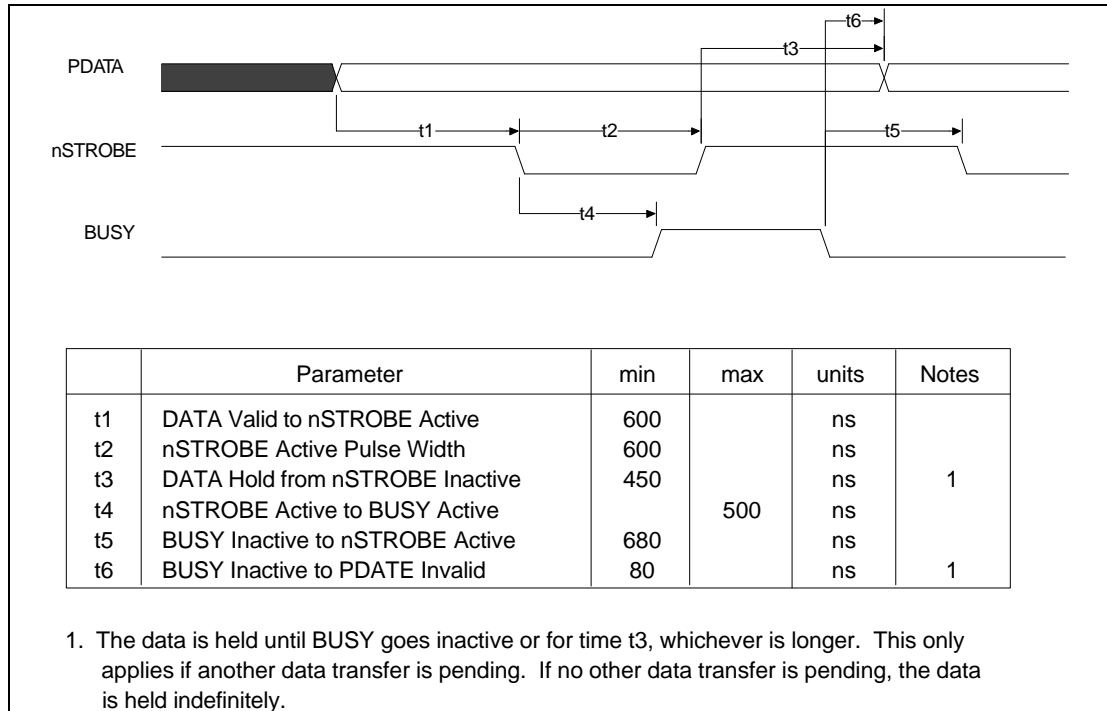 t6
t3
PDATA
t1 t2 t5
nSTROBE
t4
BUSY
Parameter min max units Notes
t1 DATA Valid to nSTROBE Active 600 ns
t2 nSTROBE Active Pulse Width 600 ns
t3 DATA Hold from nSTROBE Inactive 450 ns 1
t4 nSTROBE Active to BUSY Active 500 ns
t5 BUSY Inactive to nSTROBE Active 680 ns
t6 BUSY Inactive to PDATE Invalid 80 ns 1
1. The data is held until BUSY goes inactive or for time t3, whichever is longer. This only
applies if another data transfer is pending. If no other data transfer is pending, the data
is held indefinitely.